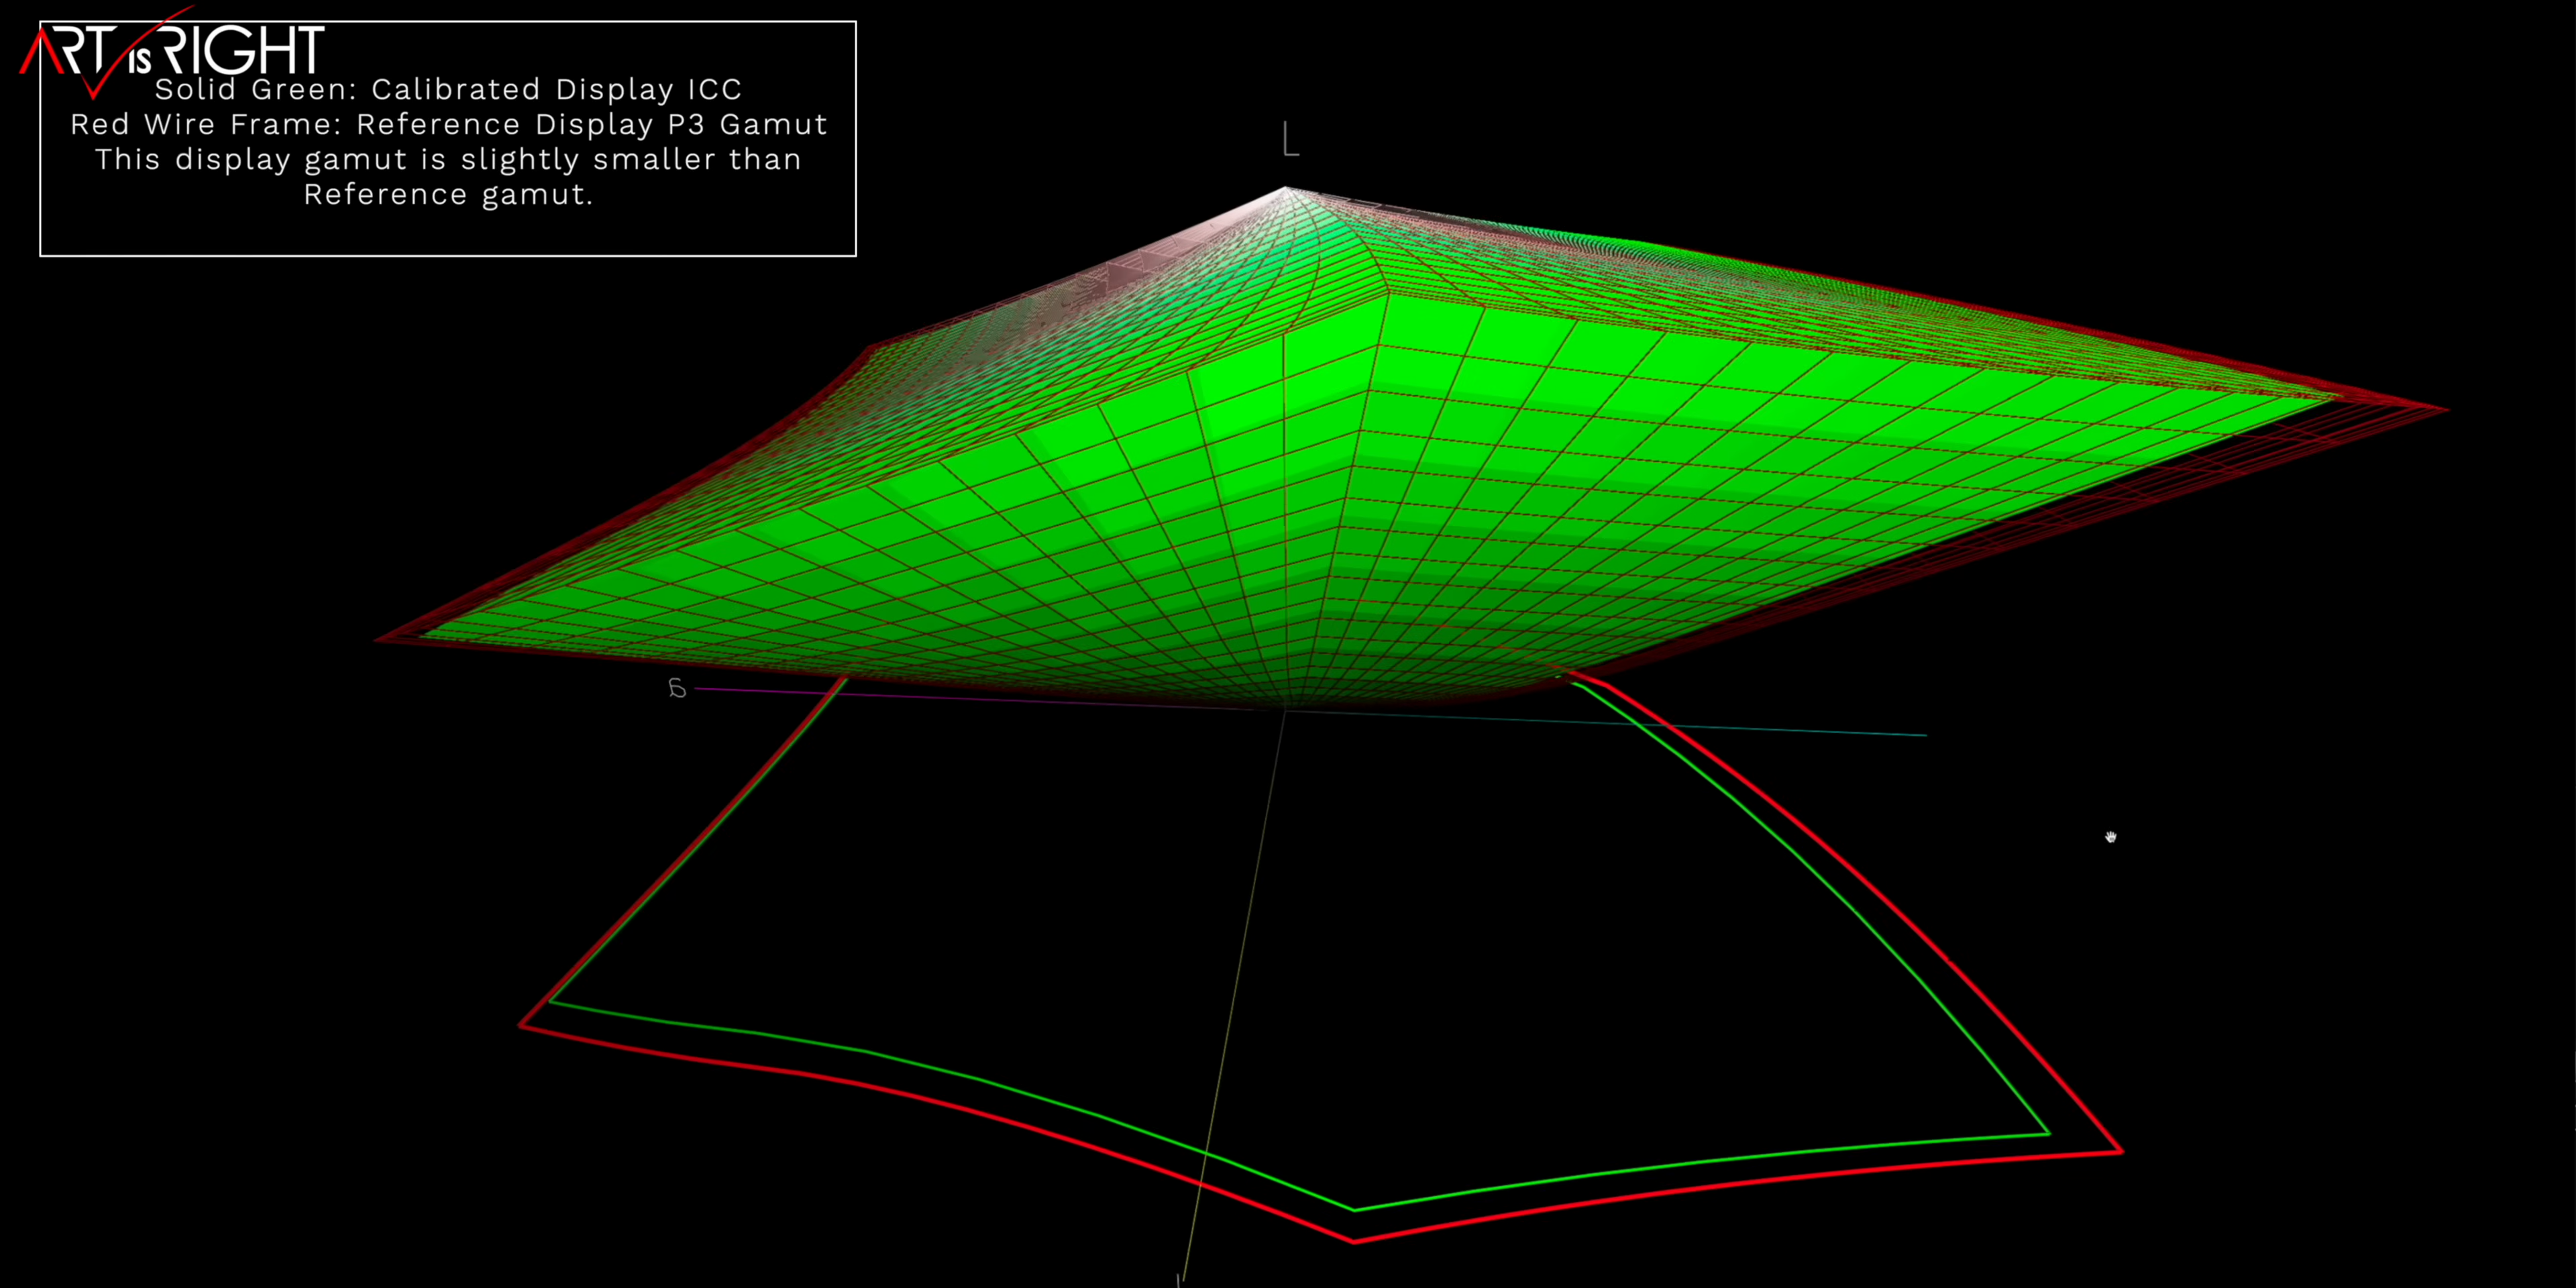 ART is RIGHT
Solid Green: Calibrated Display ICC
Red Wire Frame: Reference Display P3 Gamut
This display gamut is slightly smaller than
Reference gamut.
L
a